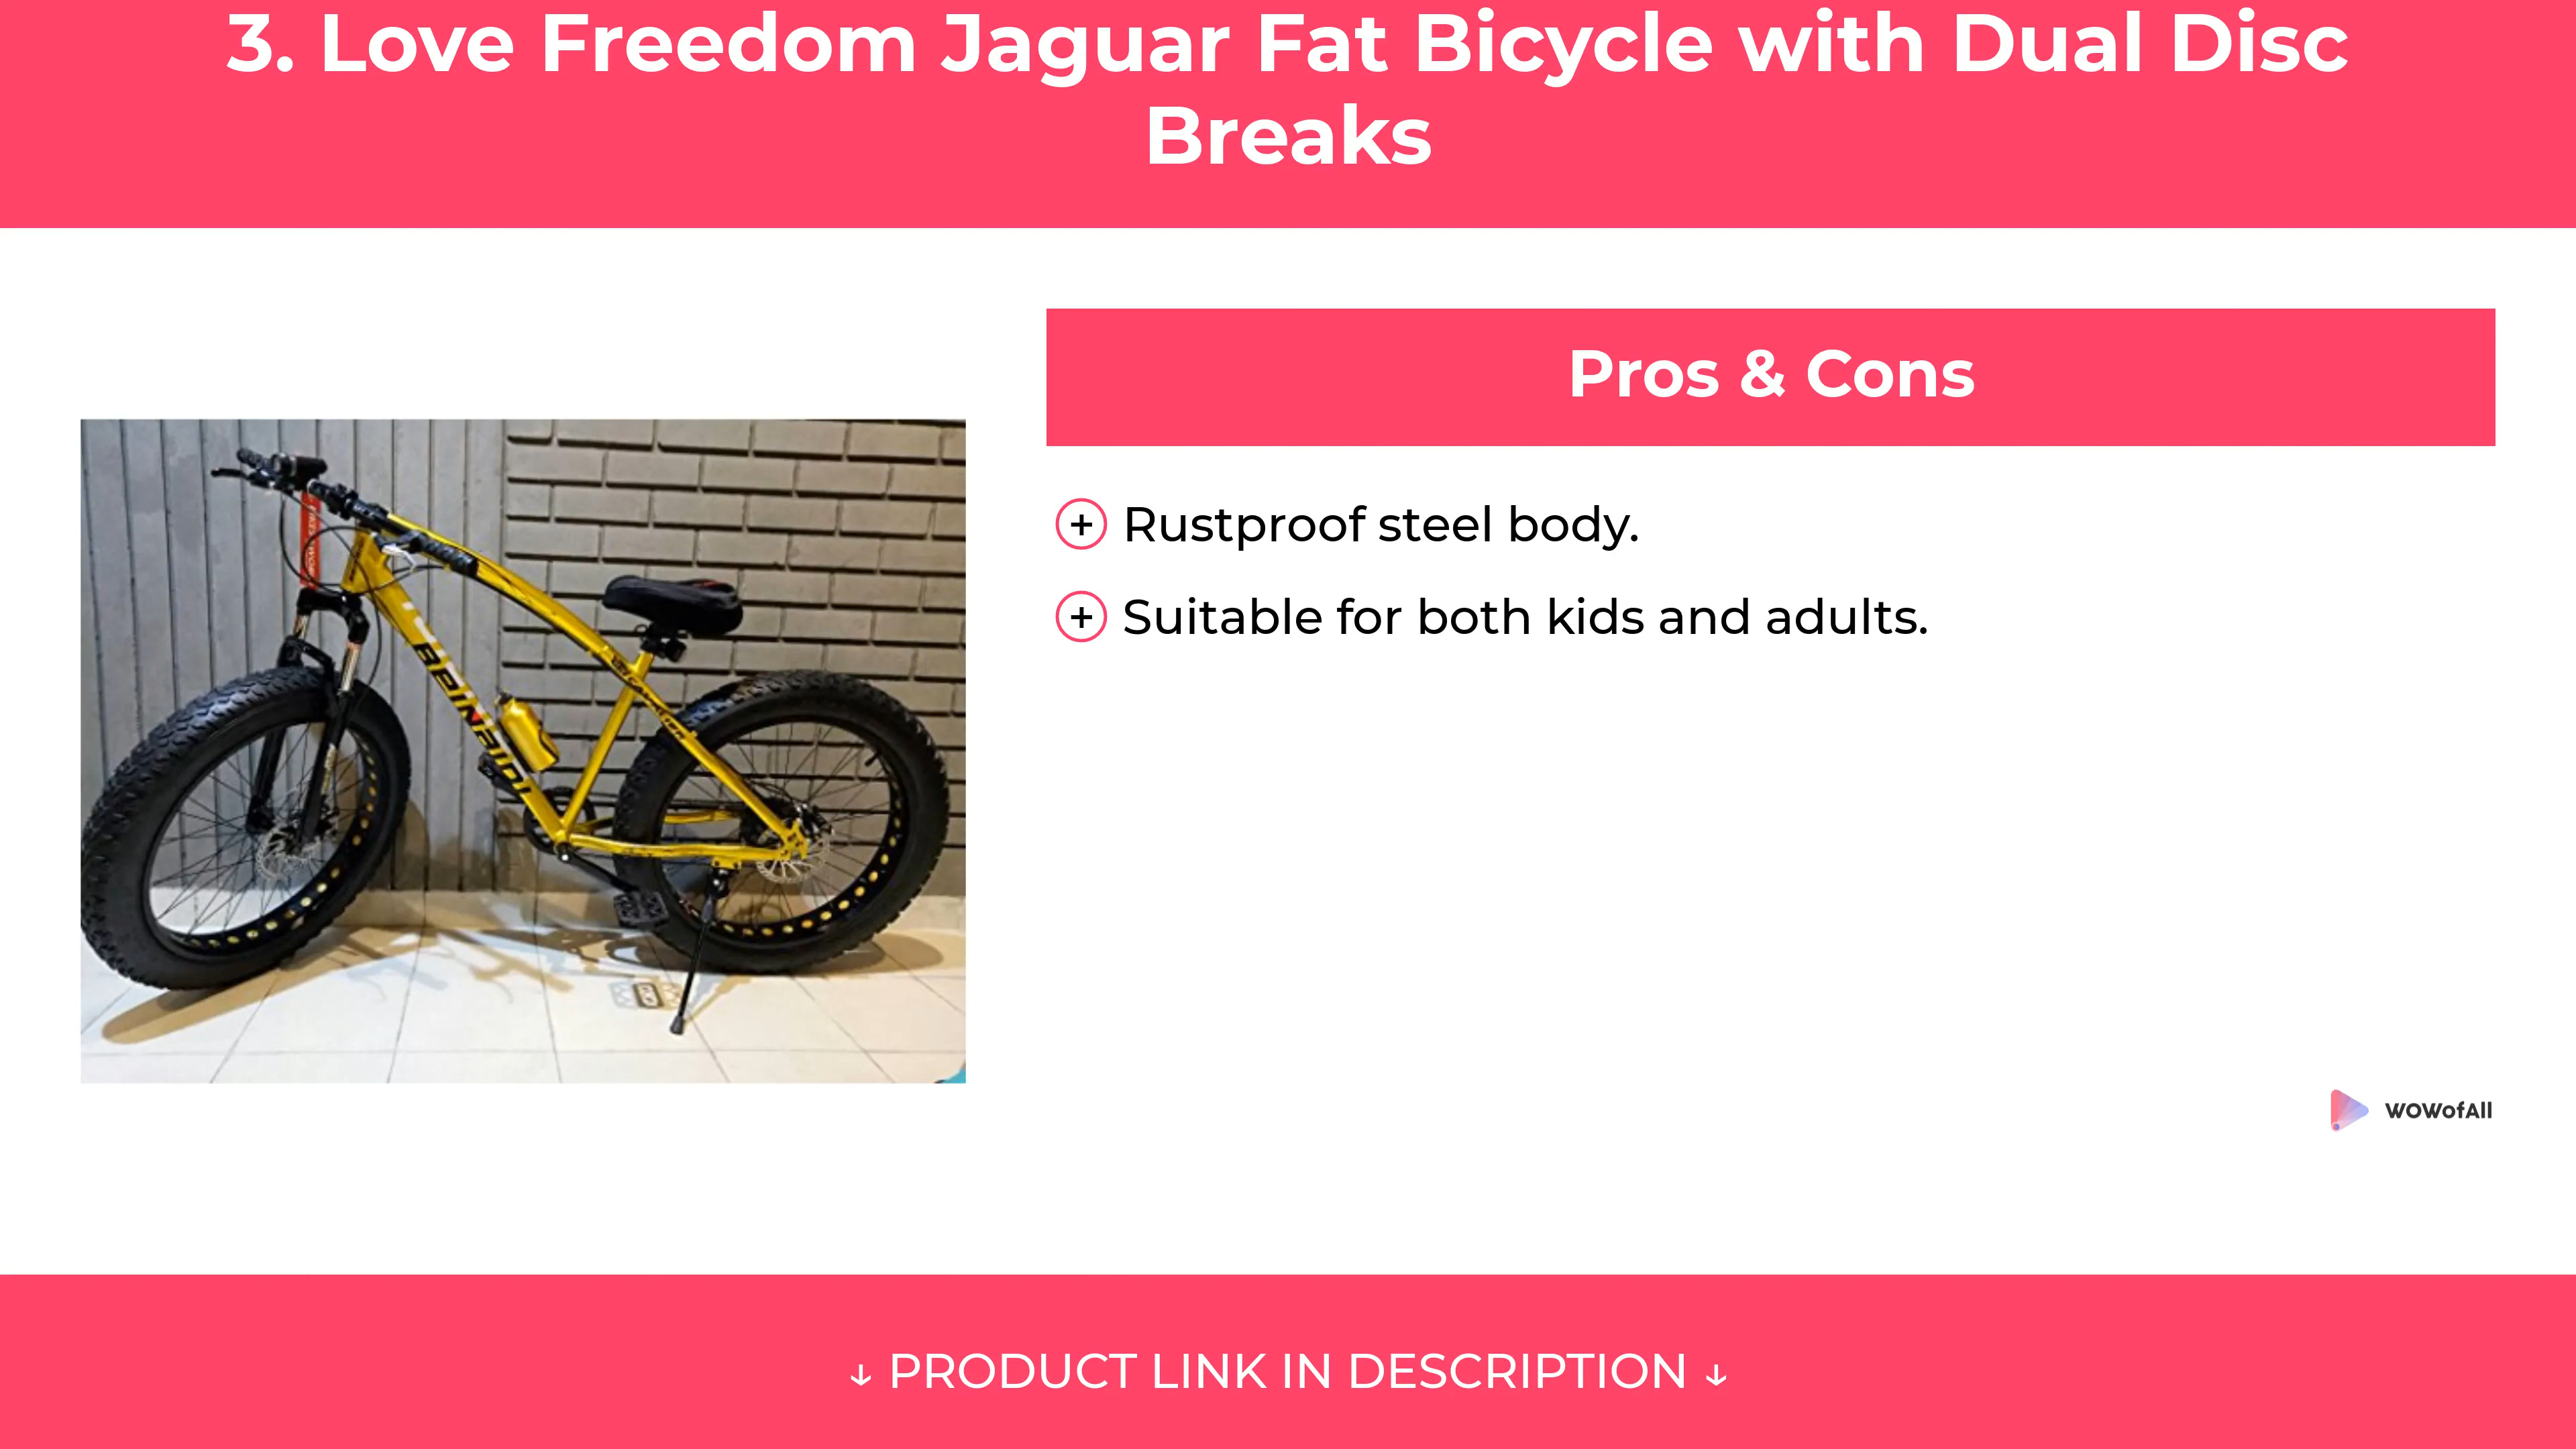 3. Love Freedom Jaguar Fat Bicycle with Dual Disc
Breaks
Pros & Cons
+ Rustproof steel body.
+ Suitable for both kids and adults.
WOWofAll
↓ PRODUCT LINK IN DESCRIPTION ↓